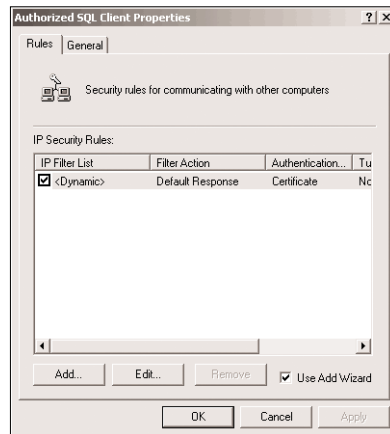 Authorized SQL Client Properties
Rules General
Security rules for communicating with other computers
IP Security Rules:
IP Filter List Filter Action Authentication... Tu
<Dynamic> Default Response Certificate Nc
Add... Edit... Remove Use Add Wizard
OK Cancel Apply